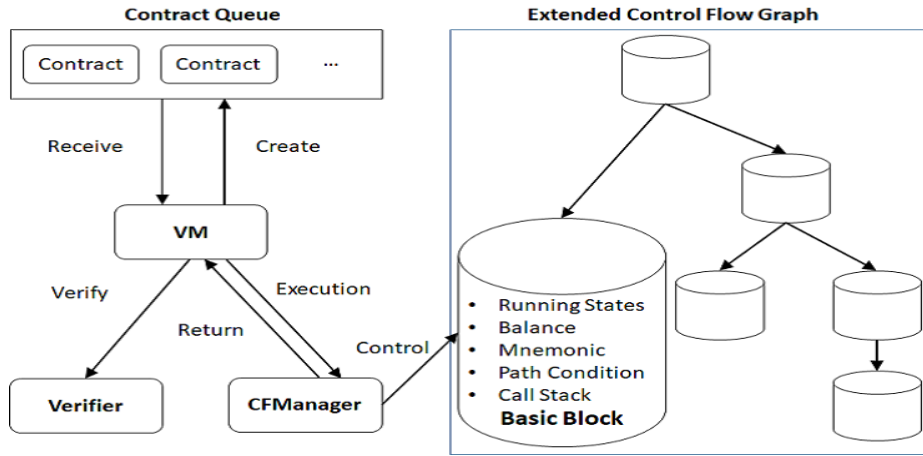 Contract Queue
Extended Control Flow Graph
Contract
Contract
...
Receive
Create
VM
Verify
Execution
Return
Control
Verifier
CFManager
• Running States
• Balance
• Mnemonic
• Path Condition
• Call Stack
Basic Block